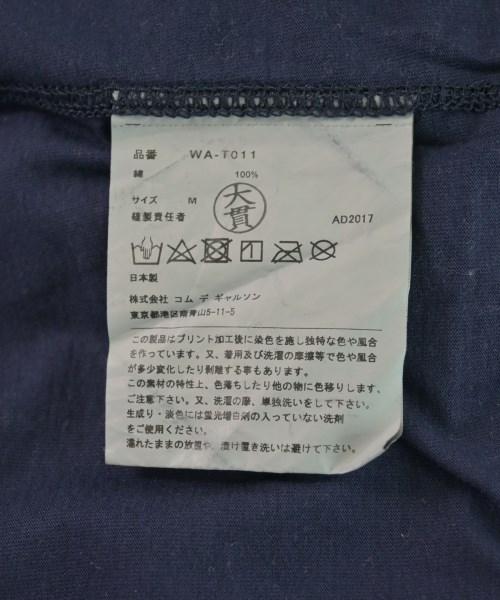 品番 WA-T011
綿 100%
サイズ M
大貫
縫製責任者 AD2017
日本製
株式会社 コム デ ギャルソン
東京都港区南青山5-11-5
この製品はプリント加工後に染色を施し独特な色や風合
を作っています。又、着用及び洗濯の摩擦等で色や風合
が多少変化したり剥離する事もあります。
この素材の特性上、色落ちしたり他の物に色移りします、
ご注意下さい。又、洗濯の際、単独洗いをして下さい。
生成り・淡色には蛍光増白剤の入っていない洗剤
をご使用ください。
濡れたままの放置や、漬け置き洗いは避けて下さい。